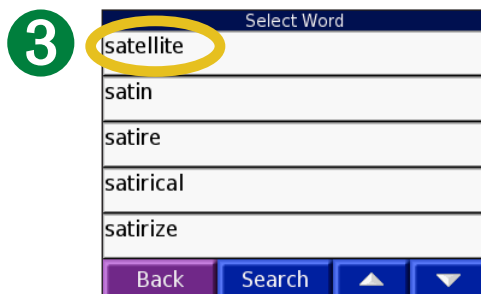 3
Select Word
satellite
satin
satire
satirical
satirize
Back Search